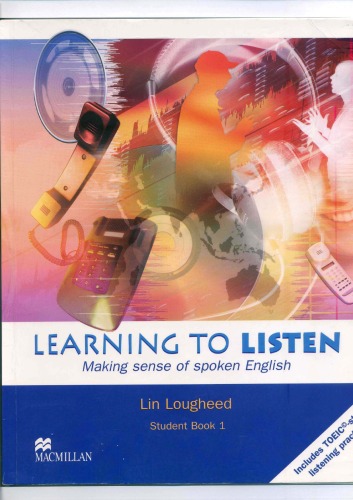 LEARNING TO LISTEN
Making sense of spoken English
Lin Lougheed
Student Book 1
Includes TOEIC®-
listening
MACMILLAN